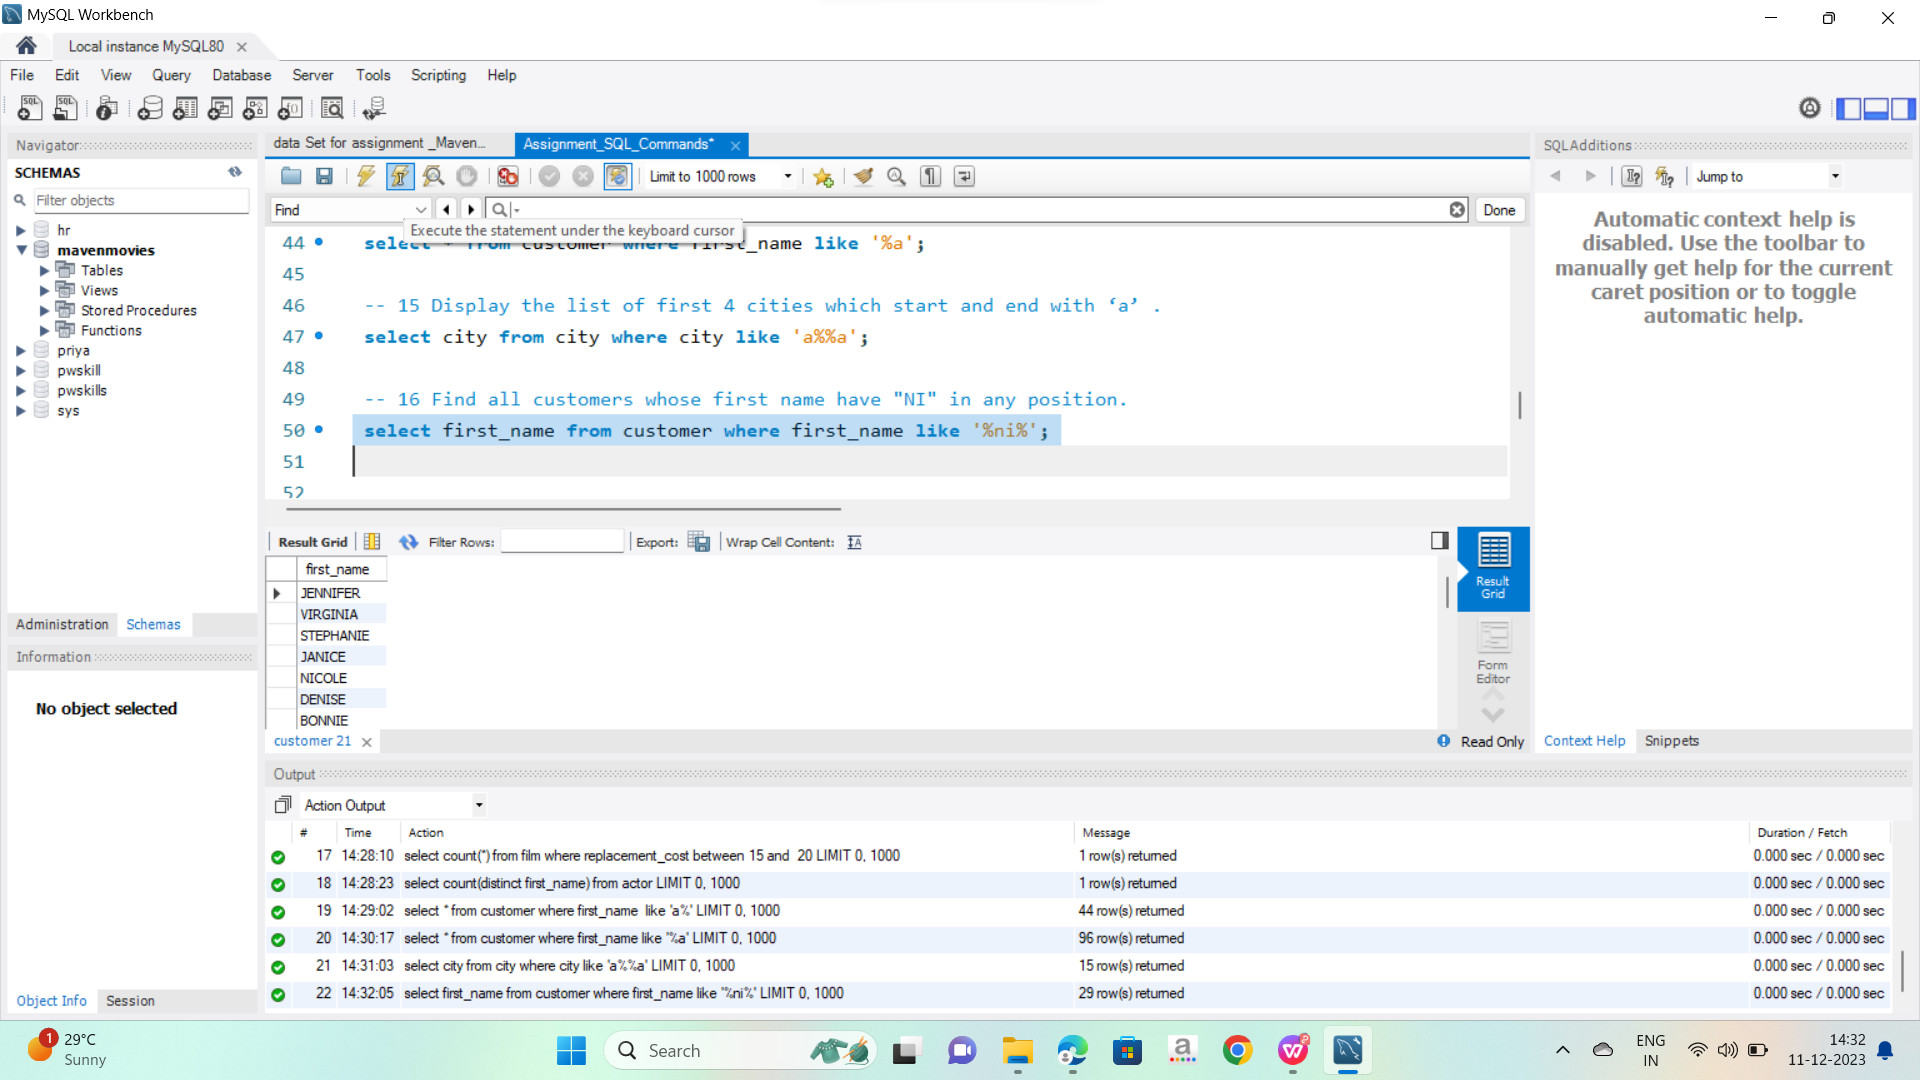 MySQL Workbench
Local instance MySQL80
File Edit View Query Database Server Tools Scripting Help
Navigator
SCHEMAS
Filter objects
hr
mavenmovies
Tables
Views
Stored Procedures
Functions
priya
pwskill
pwskills
sys
Administration Schemas
Information
No object selected
Object Info Session
data Set for assignment _Maven...
Assignment_SQL_Commands*
Limit to 1000 rows
Find
Done
Execute the statement under the keyboard cursor
44 select * from customer where first_name like '%a';
45
46 -- 15 Display the list of first 4 cities which start and end with ‘a’ .
47 select city from city where city like 'a%%a';
48
49 -- 16 Find all customers whose first name have "NI" in any position.
50 select first_name from customer where first_name like '%ni%';
51
52
Result Grid Filter Rows: Export: Wrap Cell Content:
first_name
JENNIFER
VIRGINIA
STEPHANIE
JANICE
NICOLE
DENISE
BONNIE
Result Grid
Form Editor
customer 21
Read Only
SQLAdditions
Jump to
Automatic context help is
disabled. Use the toolbar to
manually get help for the current
caret position or to toggle
automatic help.
Context Help Snippets
Output
Action Output
# Time Action Message Duration / Fetch
17 14:28:10 select count(*) from film where replacement_cost between 15 and 20 LIMIT 0, 1000 1 row(s) returned 0.000 sec / 0.000 sec
18 14:28:23 select count(distinct first_name) from actor LIMIT 0, 1000 1 row(s) returned 0.000 sec / 0.000 sec
19 14:29:02 select * from customer where first_name like 'a%' LIMIT 0, 1000 44 row(s) returned 0.000 sec / 0.000 sec
20 14:30:17 select * from customer where first_name like '%a' LIMIT 0, 1000 96 row(s) returned 0.000 sec / 0.000 sec
21 14:31:03 select city from city where city like 'a%%a' LIMIT 0, 1000 15 row(s) returned 0.000 sec / 0.000 sec
22 14:32:05 select first_name from customer where first_name like '%ni%' LIMIT 0, 1000 29 row(s) returned 0.000 sec / 0.000 sec
1
29°C
Sunny
Search
ENG
IN
14:32
11-12-2023